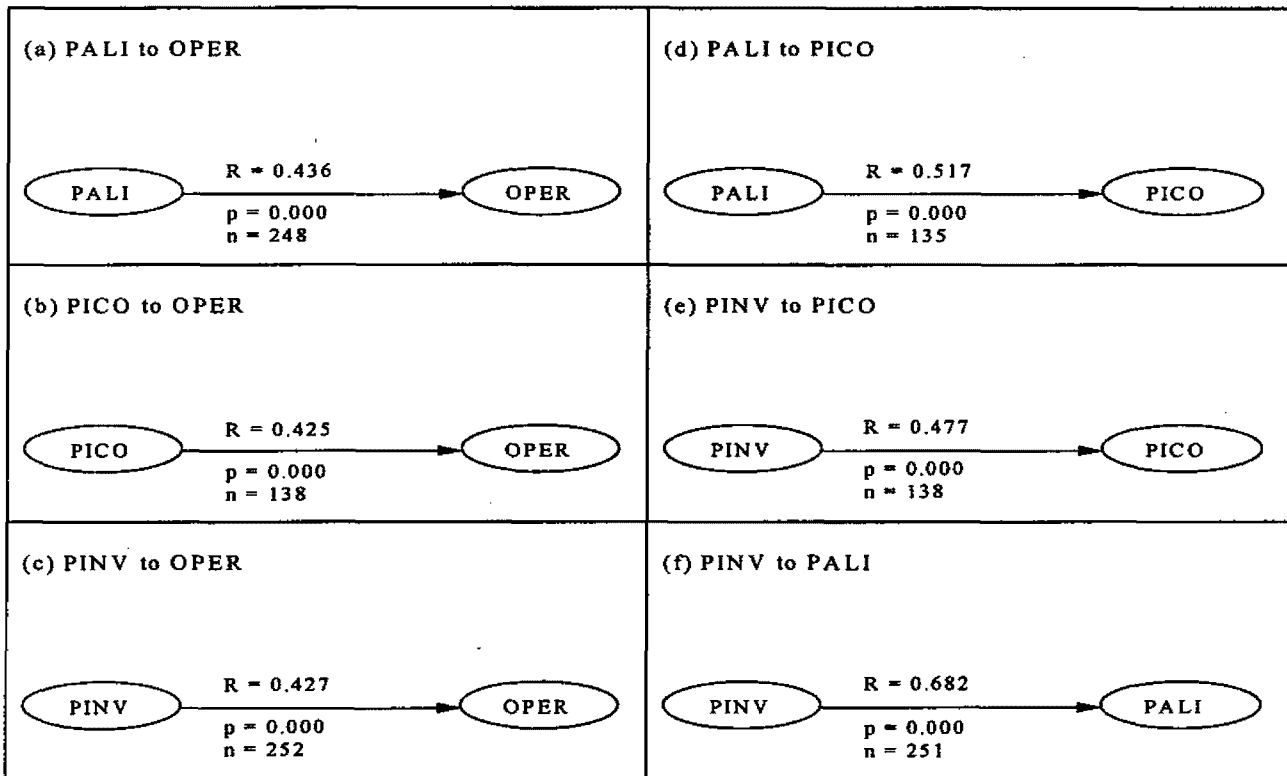 (a) PALI to OPER
PALI
R = 0.436
p = 0.000
n = 248
OPER
(b) PICO to OPER
PICO
R = 0.425
p = 0.000
n = 138
OPER
(c) PINV to OPER
PINV
R = 0.427
p = 0.000
n = 252
OPER
(d) PALI to PICO
PALI
R = 0.517
p = 0.000
n = 135
PICO
(e) PINV to PICO
PINV
R = 0.477
p = 0.000
n = 138
PICO
(f) PINV to PALI
PINV
R = 0.682
p = 0.000
n = 251
PALI